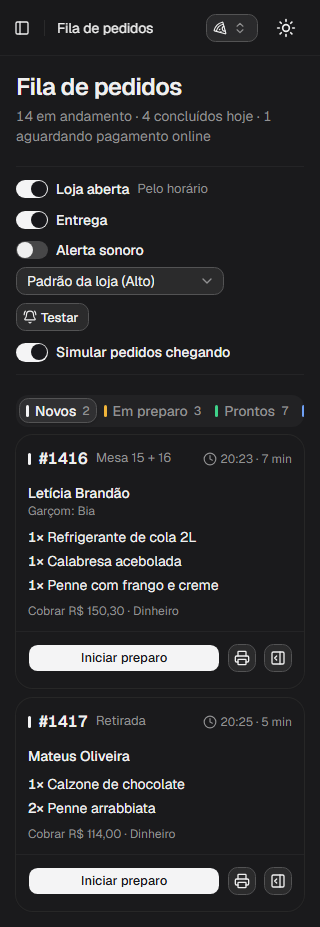 Fila de pedidos
Fila de pedidos
14 em andamento · 4 concluídos hoje · 1
aguardando pagamento online
Loja aberta Pelo horário
Entrega
Alerta sonoro
Padrão da loja (Alto)
Testar
Simular pedidos chegando
Novos 2 Em preparo 3 Prontos 7
#1416 Mesa 15 + 16 20:23 · 7 min
Letícia Brandão
Garçom: Bia
1× Refrigerante de cola 2L
1× Calabresa acebolada
1× Penne com frango e creme
Cobrar R$ 150,30 · Dinheiro
Iniciar preparo
#1417 Retirada 20:25 · 5 min
Mateus Oliveira
1× Calzone de chocolate
2× Penne arrabbiata
Cobrar R$ 114,00 · Dinheiro
Iniciar preparo